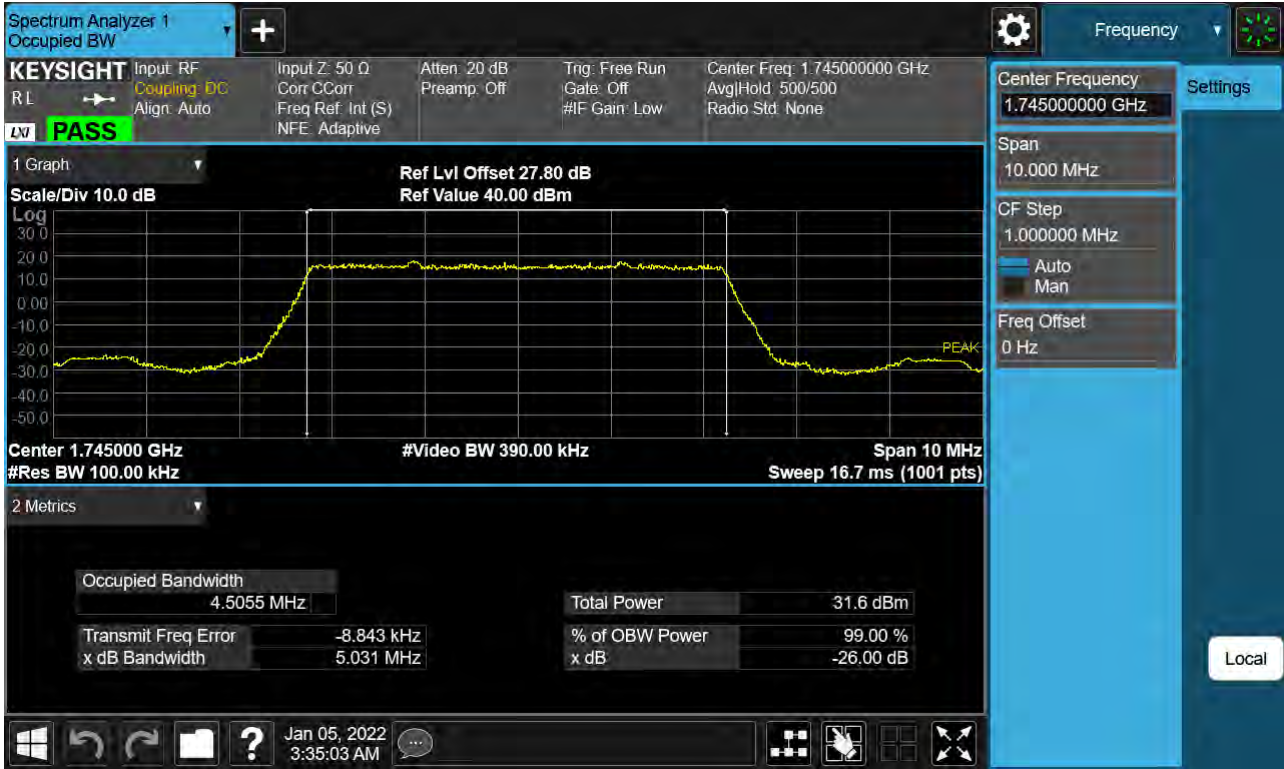 Spectrum Analyzer 1
Occupied BW
Frequency
KEYSIGHT
R L
LXI
PASS
Input: RF
Coupling: DC
Align: Auto
Input Z: 50 Ω
Corr CCorr
Freq Ref: Int (S)
NFE: Adaptive
Atten: 20 dB
Preamp: Off
Trig: Free Run
Gate: Off
#IF Gain: Low
Center Freq: 1.745000000 GHz
Avg|Hold: 500/500
Radio Std: None
Center Frequency
1.745000000 GHz
Settings
Span
10.000 MHz
CF Step
1.000000 MHz
Auto
Man
Freq Offset
0 Hz
1 Graph
Scale/Div 10.0 dB
Ref Lvl Offset 27.80 dB
Ref Value 40.00 dBm
Log
30.0
20.0
10.0
0.00
-10.0
-20.0
-30.0
-40.0
-50.0
PEAK
Center 1.745000 GHz
#Video BW 390.00 kHz
Span 10 MHz
#Res BW 100.00 kHz
Sweep 16.7 ms (1001 pts)
2 Metrics
Occupied Bandwidth
4.5055 MHz
Total Power 31.6 dBm
Transmit Freq Error -8.843 kHz
% of OBW Power 99.00 %
x dB Bandwidth 5.031 MHz
x dB -26.00 dB
Local
?
Jan 05, 2022
3:35:03 AM